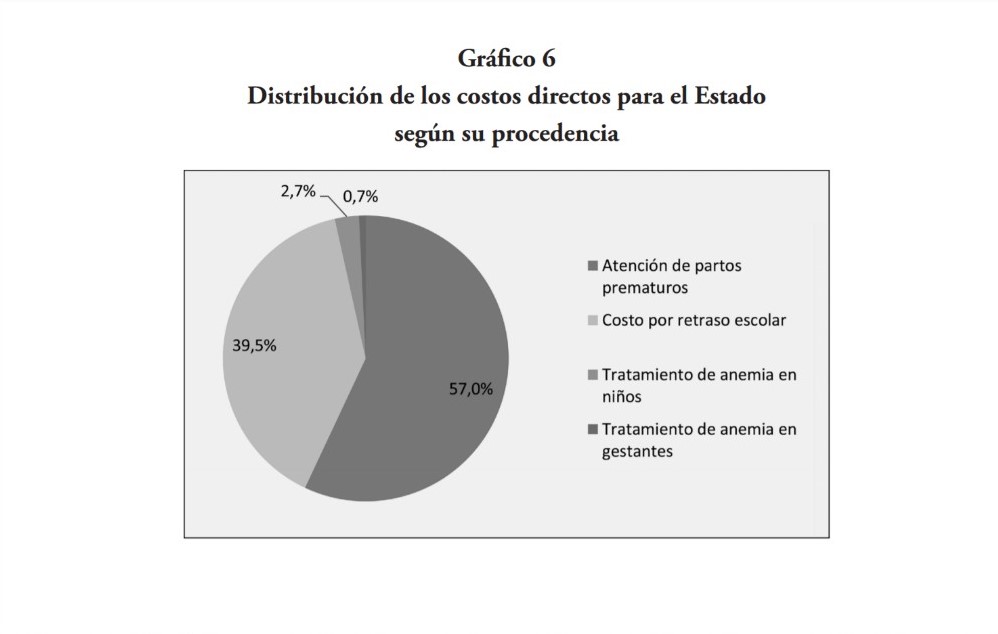 Gráfico 6
Distribución de los costos directos para el Estado
según su procedencia
2,7%
0,7%
39,5%
57,0%
Atención de partos
prematuros
Costo por retraso escolar
Tratamiento de anemia en
niños
Tratamiento de anemia en
gestantes